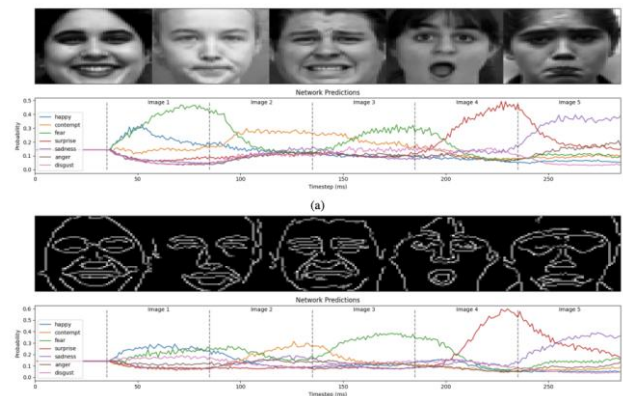 Network Predictions
Image 1 Image 2 Image 3 Image 4 Image 5
0.5
0.4
0.3
0.2
0.1
0.0
Probability
happy
contempt
fear
surprise
sadness
anger
disgust
0 50 100 150 200 250
Timestep (ms)
(a)
Network Predictions
Image 1 Image 2 Image 3 Image 4 Image 5
0.6
0.5
0.4
0.3
0.2
0.1
0.0
Probability
happy
contempt
fear
surprise
sadness
anger
disgust
0 50 100 150 200 250
Timestep (ms)